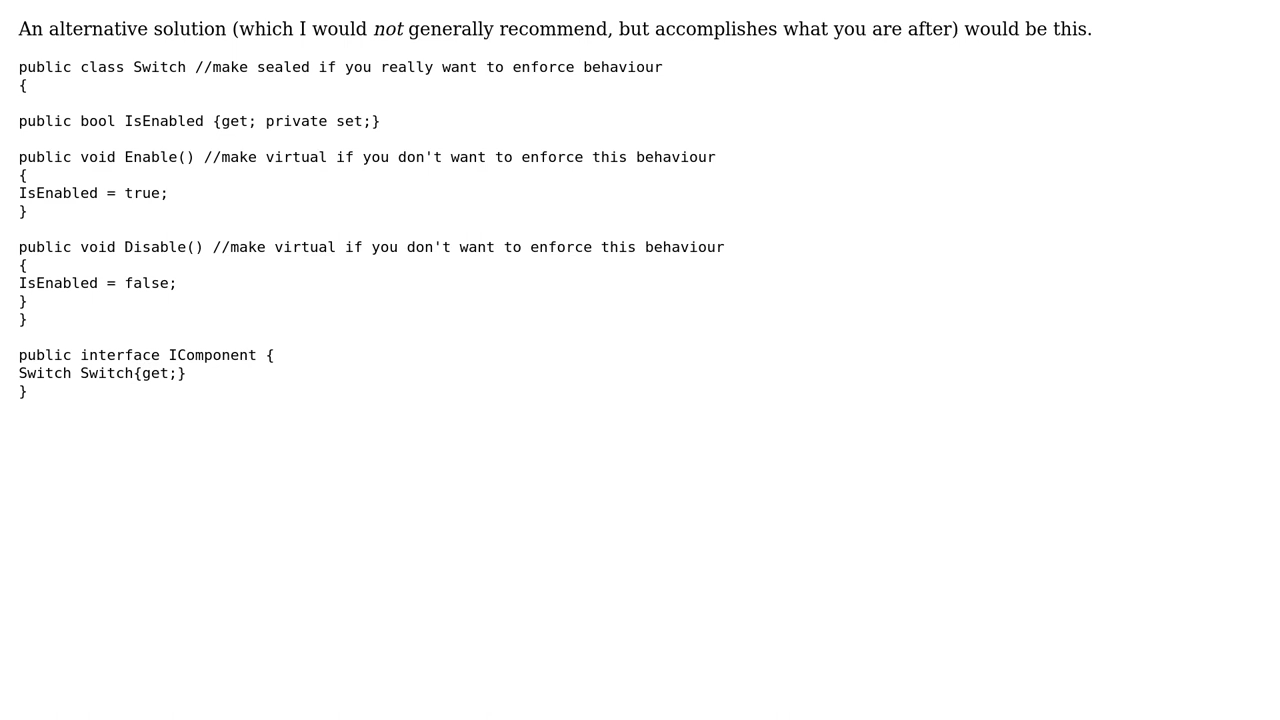 An alternative solution (which I would not generally recommend, but accomplishes what you are after) would be this.
public class Switch //make sealed if you really want to enforce behaviour
{
public bool IsEnabled {get; private set;}
public void Enable() //make virtual if you don't want to enforce this behaviour
{
IsEnabled = true;
}
public void Disable() //make virtual if you don't want to enforce this behaviour
{
IsEnabled = false;
}
}
public interface IComponent {
Switch Switch{get;}
}